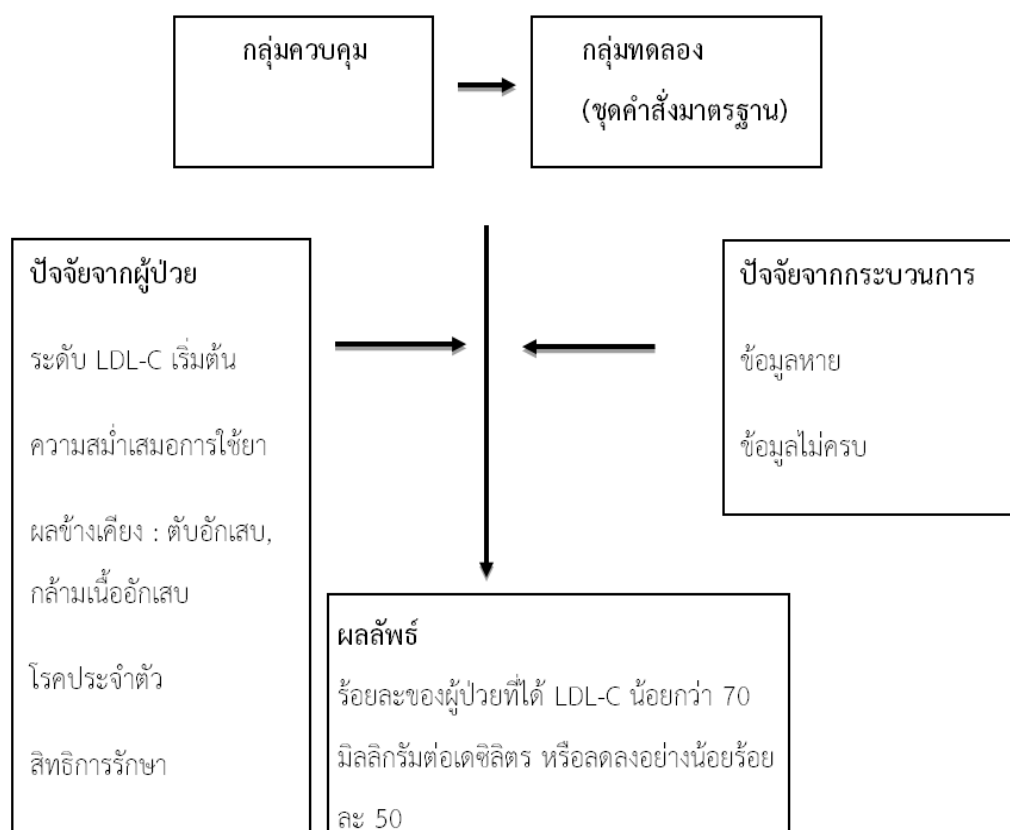 กลุ่มควบคุม
กลุ่มทดลอง
(ชุดคำสั่งมาตรฐาน)
ปัจจัยจากผู้ป่วย
ระดับ LDL-C เริ่มต้น
ความสม่ำเสมอการใช้ยา
ผลข้างเคียง : ตับอักเสบ,
กล้ามเนื้ออักเสบ
โรคประจำตัว
สิทธิการรักษา
ปัจจัยจากกระบวนการ
ข้อมูลหาย
ข้อมูลไม่ครบ
ผลลัพธ์
ร้อยละของผู้ป่วยที่ได้ LDL-C น้อยกว่า 70
มิลลิกรัมต่อเดซิลิตร หรือลดลงอย่างน้อยร้อย
ละ 50